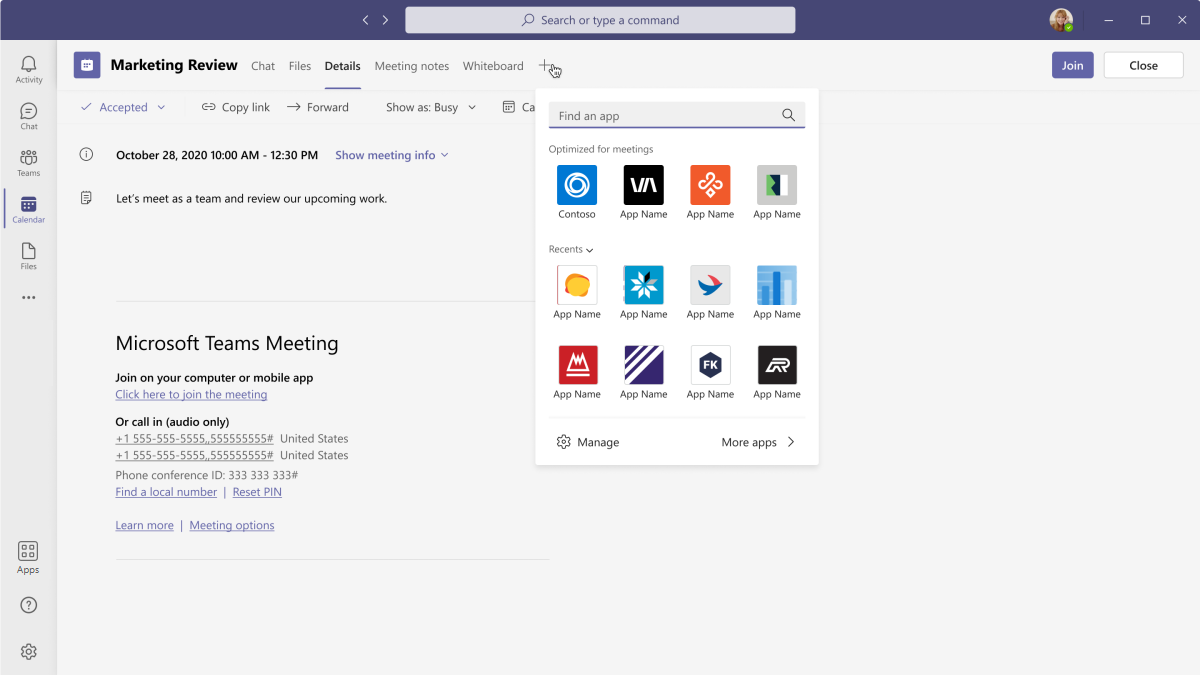 Search or type a command
Activity
Chat
Teams
Calendar
Files
Apps
Marketing Review Chat Files Details Meeting notes Whiteboard
Join Close
Accepted Copy link Forward Show as: Busy Ca
October 28, 2020 10:00 AM - 12:30 PM Show meeting info
Let's meet as a team and review our upcoming work.
Microsoft Teams Meeting
Join on your computer or mobile app
Click here to join the meeting
Or call in (audio only)
+1 555-555-5555,,555555555# United States
+1 555-555-5555,,555555555# United States
Phone conference ID: 333 333 333#
Find a local number | Reset PIN
Learn more | Meeting options
Find an app
Optimized for meetings
Contoso App Name App Name App Name
Recents
App Name App Name App Name App Name
FK
App Name App Name App Name App Name
Manage More apps